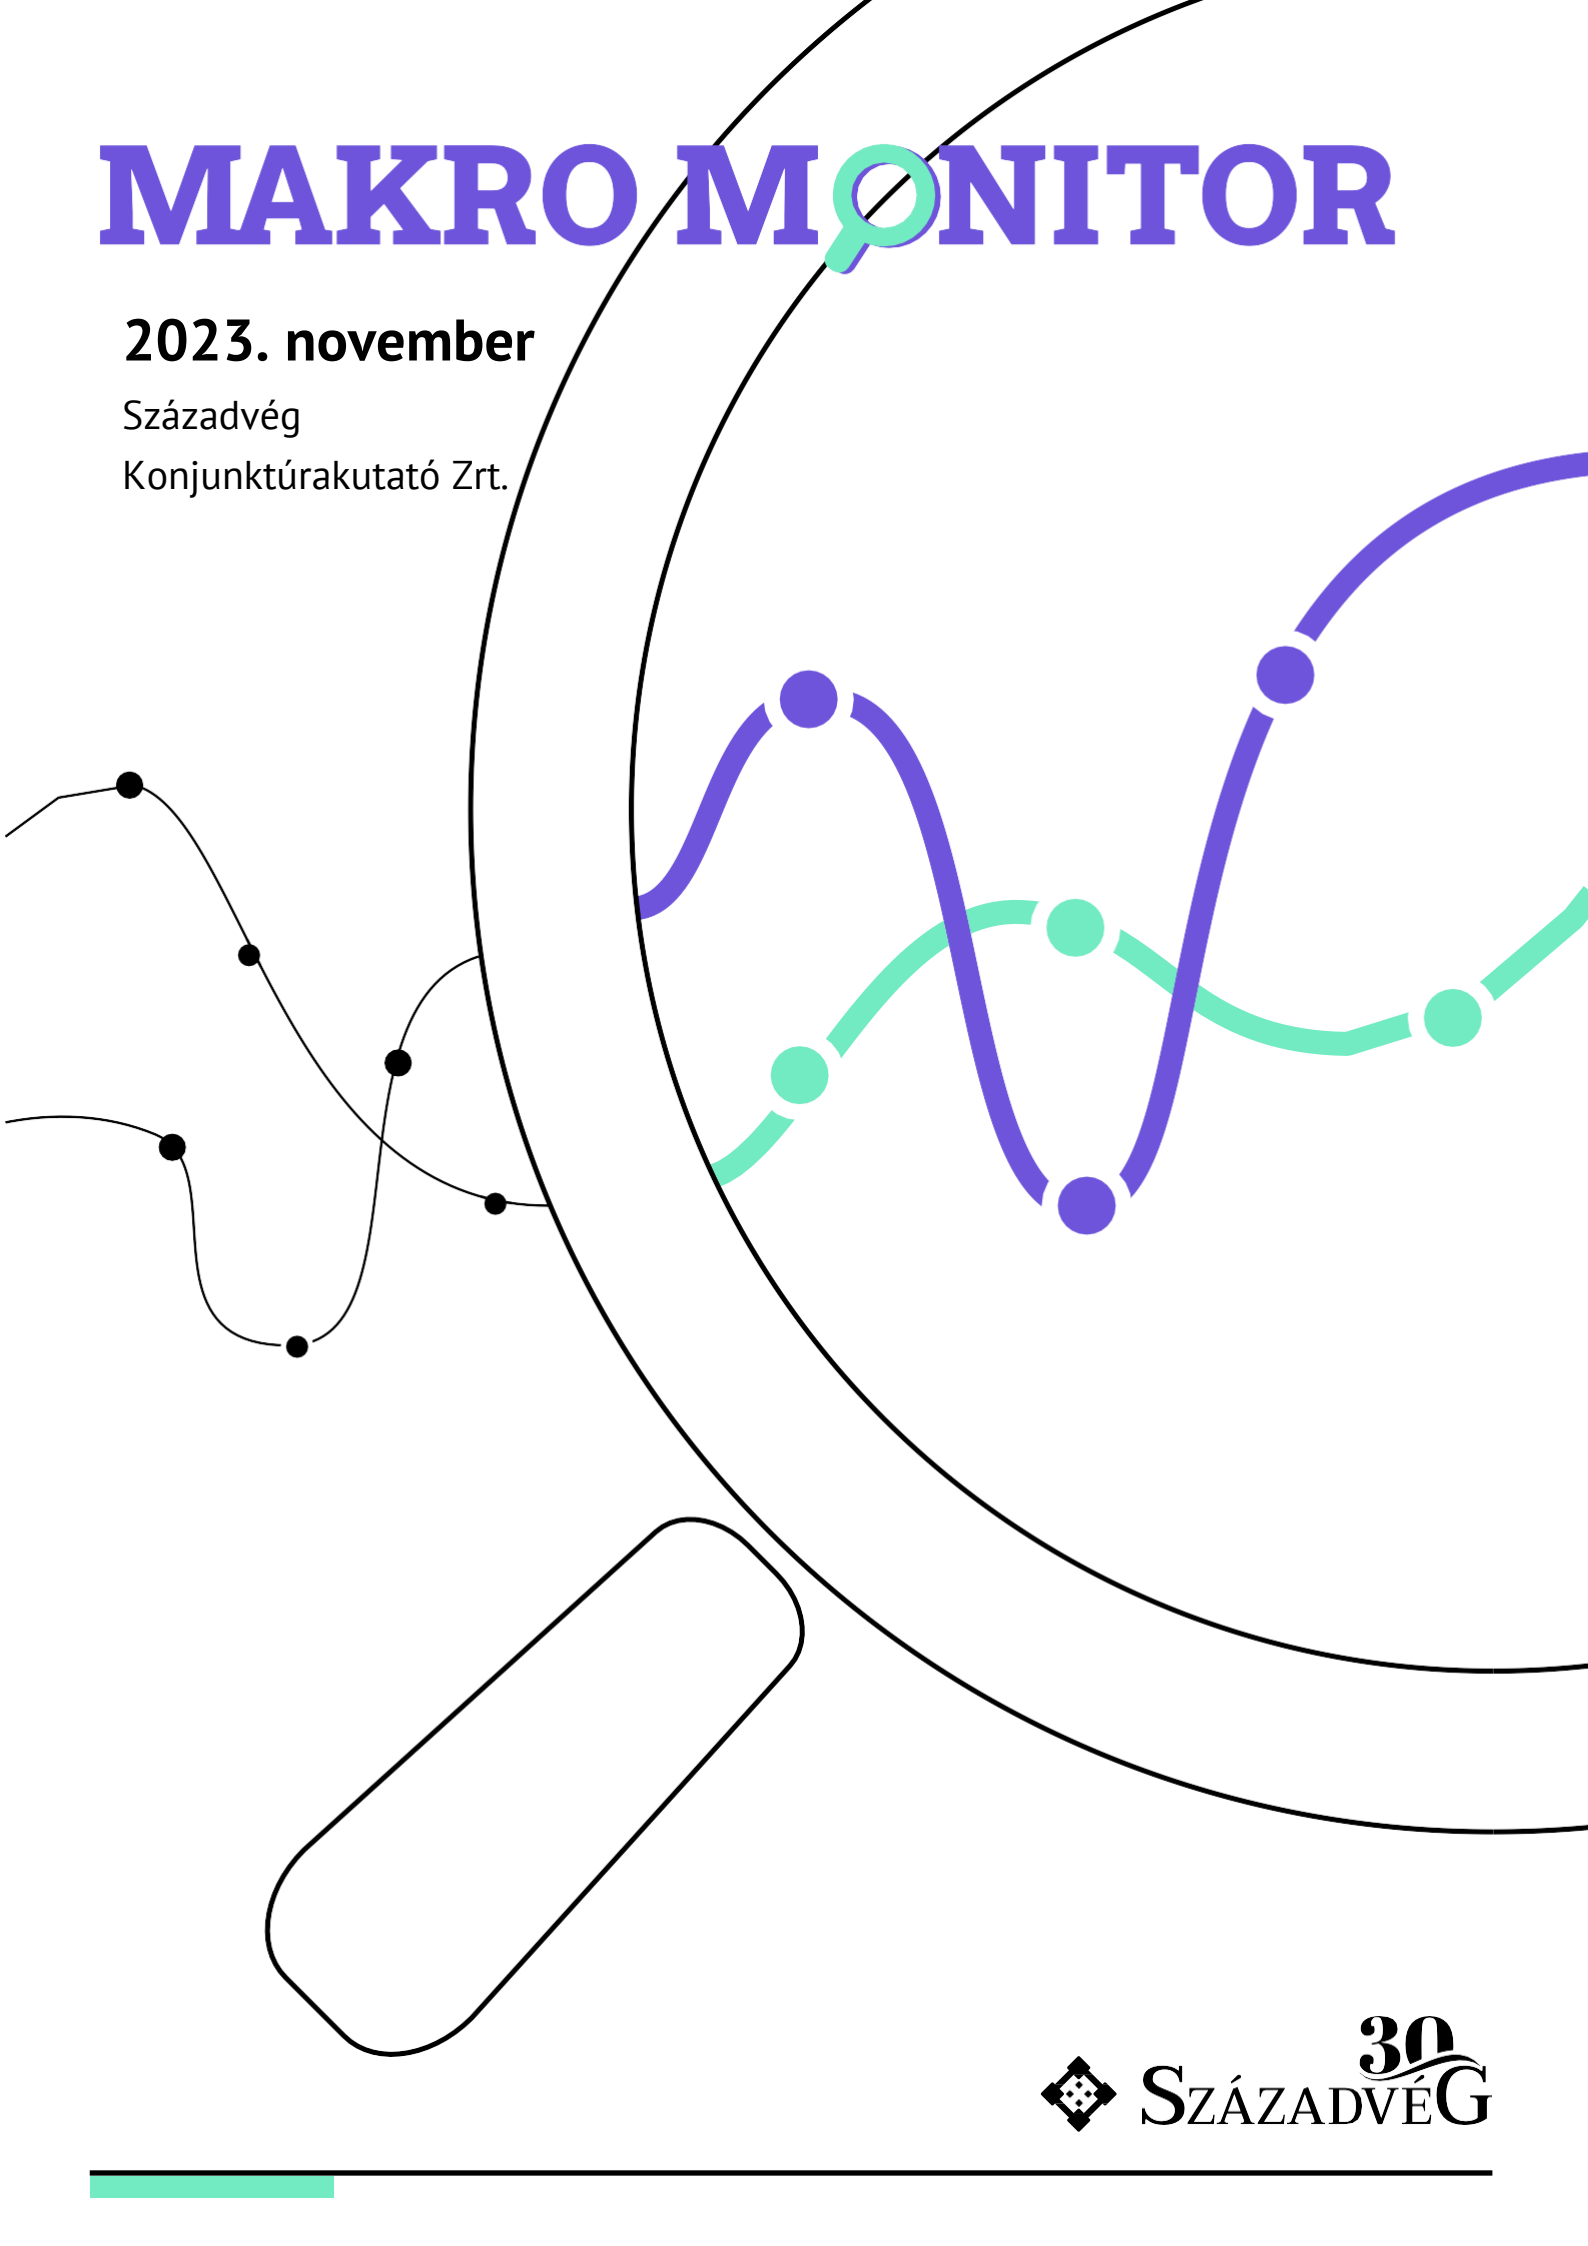 MAKRO MONITOR
2023. november
Századvég
Konjunktúrakutató Zrt.
30
SZÁZADVÉG